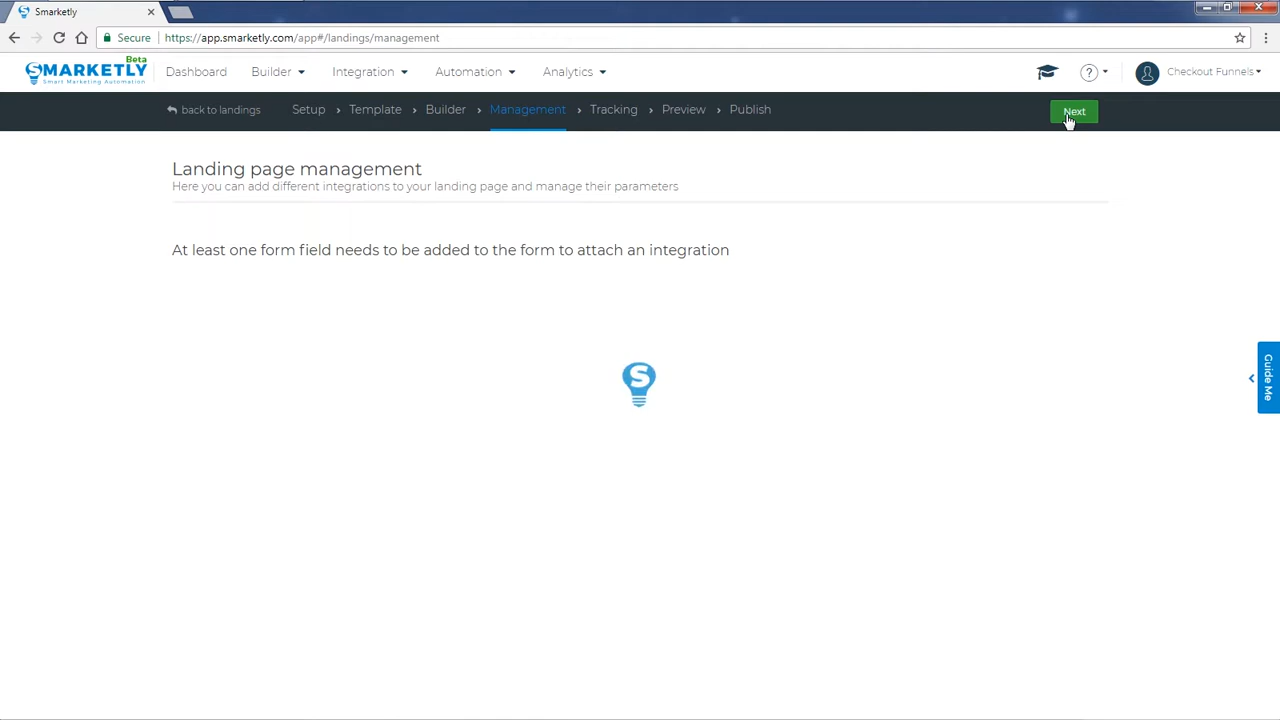 Smarketly
Secure https://app.smarketly.com/app#/landings/management
SMARKETLY Beta
Smart Marketing Automation
Dashboard Builder Integration Automation Analytics ? Checkout Funnels
back to landings Setup › Template › Builder › Management › Tracking › Preview › Publish Next
Landing page management
Here you can add different integrations to your landing page and manage their parameters
At least one form field needs to be added to the form to attach an integration
S
Guide Me